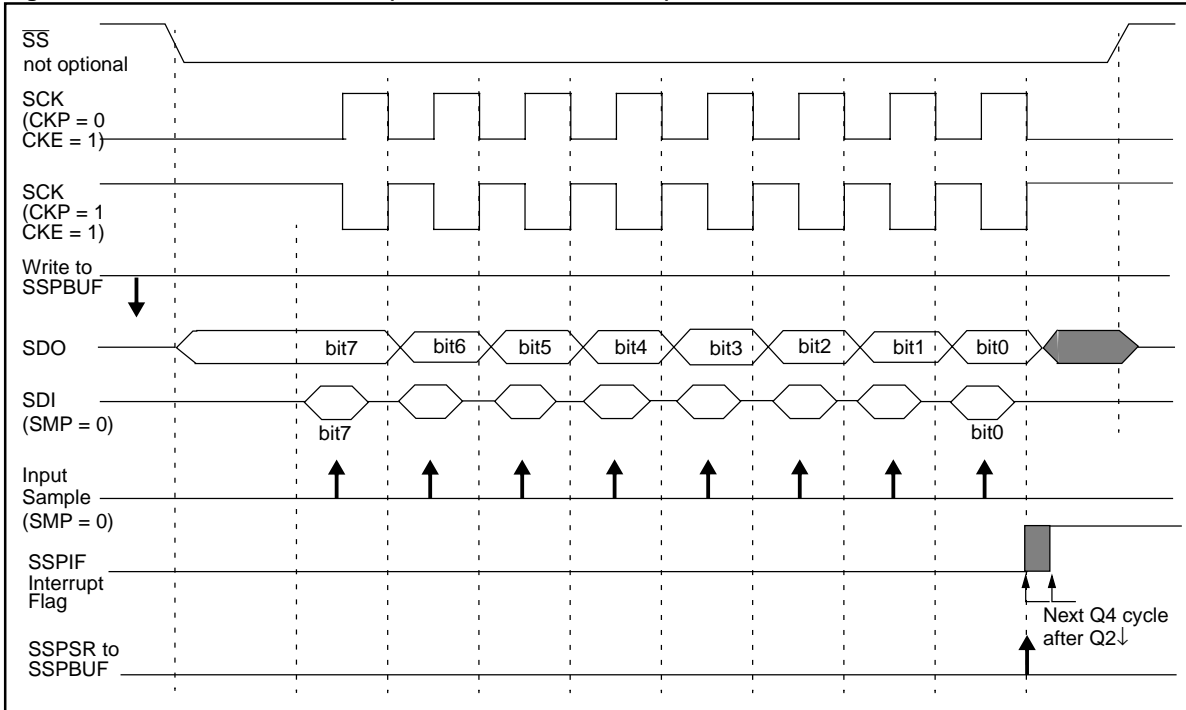 SS
not optional
SCK
(CKP = 0
CKE = 1)
SCK
(CKP = 1
CKE = 1)
Write to
SSPBUF
SDO
bit7 bit6 bit5 bit4 bit3 bit2 bit1 bit0
SDI
(SMP = 0)
bit7 bit0
Input
Sample
(SMP = 0)
SSPIF
Interrupt
Flag
Next Q4 cycle
after Q2↓
SSPSR to
SSPBUF